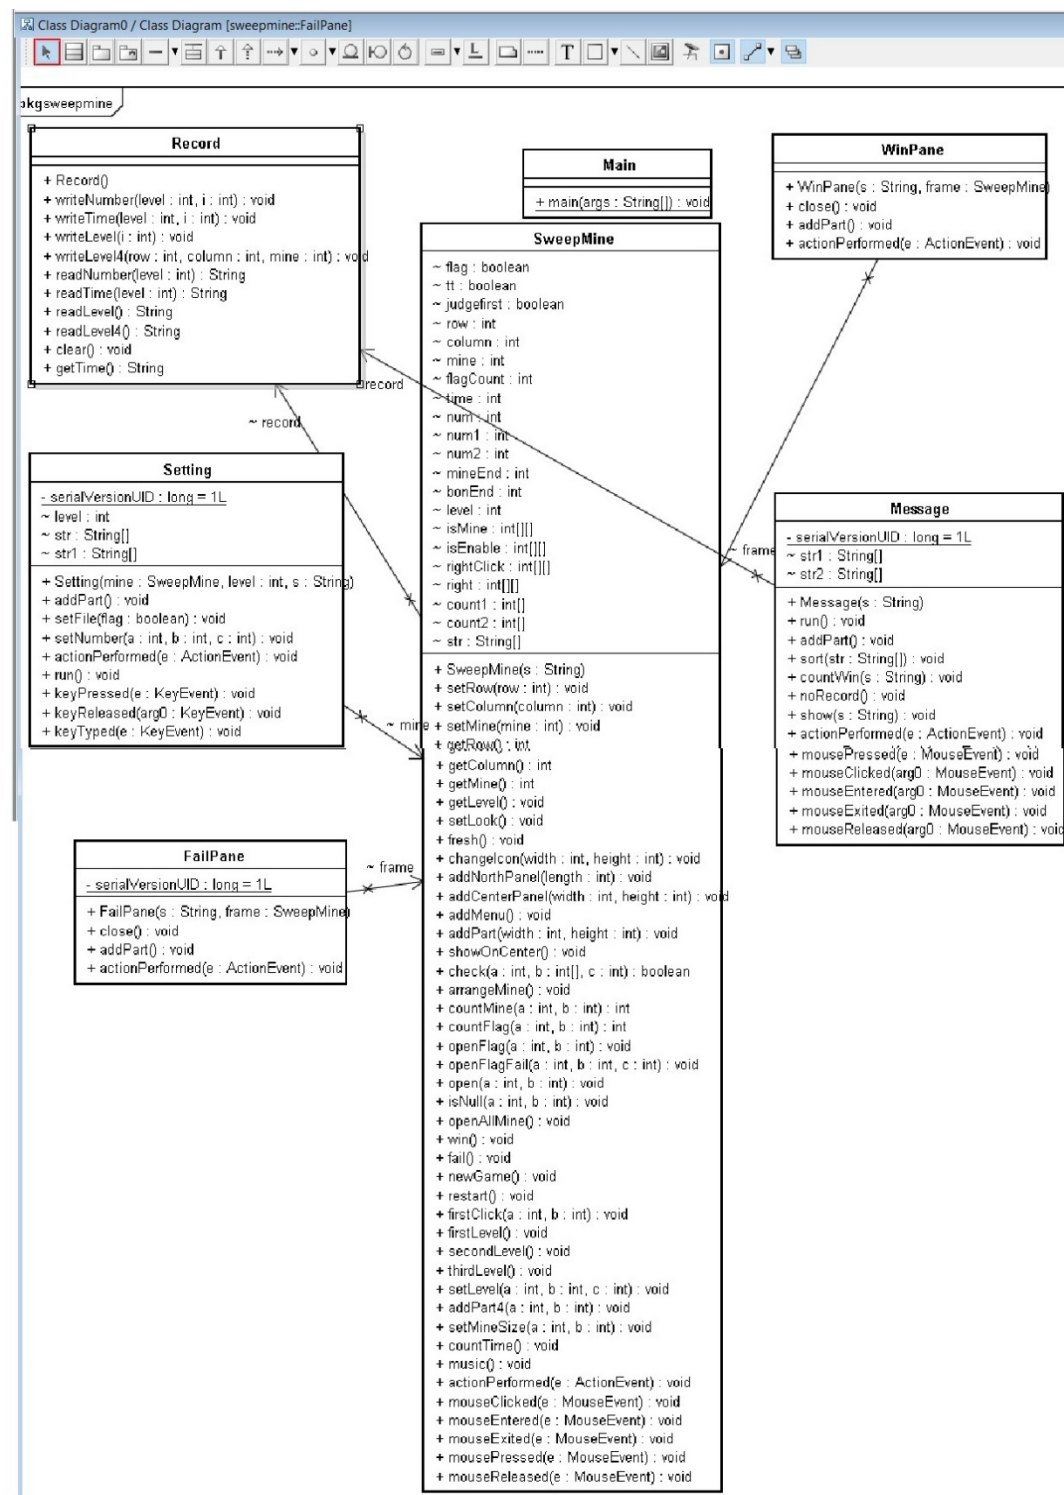 Class Diagram0 / Class Diagram [sweepmine::FailPane]
T
pkgsweepmine
Record
+ Record()
+ writeNumber(level : int, i : int) : void
+ writeTime(level : int, i : int) : void
+ writeLevel(i : int) : void
+ writeLevel4(row : int, column : int, mine : int) : void
+ readNumber(level : int) : String
+ readTime(level : int) : String
+ readLevel() : String
+ readLevel4() : String
+ clear() : void
+ getTime() : String
Main
+ main(args : String[]) : void
WinPane
+ WinPane(s : String, frame : SweepMine)
+ close() : void
+ addPart() : void
+ actionPerformed(e : ActionEvent) : void
record
~ record
Setting
- serialVersionUID : long = 1L
~ level : int
~ str : String[]
~ str1 : String[]
+ Setting(mine : SweepMine, level : int, s : String)
+ addPart() : void
+ setFile(flag : boolean) : void
+ setNumber(a : int, b : int, c : int) : void
+ actionPerformed(e : ActionEvent) : void
+ run() : void
+ keyPressed(e : KeyEvent) : void
+ keyReleased(arg0 : KeyEvent) : void
+ keyTyped(e : KeyEvent) : void
~ mine
FailPane
- serialVersionUID : long = 1L
+ FailPane(s : String, frame : SweepMine)
+ close() : void
+ addPart() : void
+ actionPerformed(e : ActionEvent) : void
~ frame
SweepMine
~ flag : boolean
~ tt : boolean
~ judgefirst : boolean
~ row : int
~ column : int
~ mine : int
~ flagCount : int
~ time : int
~ num : int
~ num1 : int
~ num2 : int
~ mineEnd : int
~ bonEnd : int
~ level : int
~ isMine : int[][]
~ isEnable : int[][]
~ rightClick : int[][]
~ right : int[][]
~ count1 : int[]
~ count2 : int[]
~ str : String[]
+ SweepMine(s : String)
+ setRow(row : int) : void
+ setColumn(column : int) : void
+ setMine(mine : int) : void
+ getRow() : int
+ getColumn() : int
+ getMine() : int
+ getLevel() : void
+ setLook() : void
+ fresh() : void
+ changeIcon(width : int, height : int) : void
+ addNorthPanel(length : int) : void
+ addCenterPanel(width : int, height : int) : void
+ addMenu() : void
+ addPart(width : int, height : int) : void
+ showOnCenter() : void
+ check(a : int, b : int[], c : int) : boolean
+ arrangeMine() : void
+ countMine(a : int, b : int) : int
+ countFlag(a : int, b : int) : int
+ openFlag(a : int, b : int) : void
+ openFlagFail(a : int, b : int, c : int) : void
+ open(a : int, b : int) : void
+ isNull(a : int, b : int) : void
+ openAllMine() : void
+ win() : void
+ fail() : void
+ newGame() : void
+ restart() : void
+ firstClick(a : int, b : int) : void
+ firstLevel() : void
+ secondLevel() : void
+ thirdLevel() : void
+ setLevel(a : int, b : int, c : int) : void
+ addPart4(a : int, b : int) : void
+ setMineSize(a : int, b : int) : void
+ countTime() : void
+ music() : void
+ actionPerformed(e : ActionEvent) : void
+ mouseClicked(e : MouseEvent) : void
+ mouseEntered(e : MouseEvent) : void
+ mouseExited(e : MouseEvent) : void
+ mousePressed(e : MouseEvent) : void
+ mouseReleased(e : MouseEvent) : void
~ frame
Message
- serialVersionUID : long = 1L
~ str1 : String[]
~ str2 : String[]
+ Message(s : String)
+ run() : void
+ addPart() : void
+ sort(str : String[]) : void
+ countWin(s : String) : void
+ noRecord() : void
+ show(s : String) : void
+ actionPerformed(e : ActionEvent) : void
+ mousePressed(e : MouseEvent) : void
+ mouseClicked(arg0 : MouseEvent) : void
+ mouseEntered(arg0 : MouseEvent) : void
+ mouseExited(arg0 : MouseEvent) : void
+ mouseReleased(arg0 : MouseEvent) : void